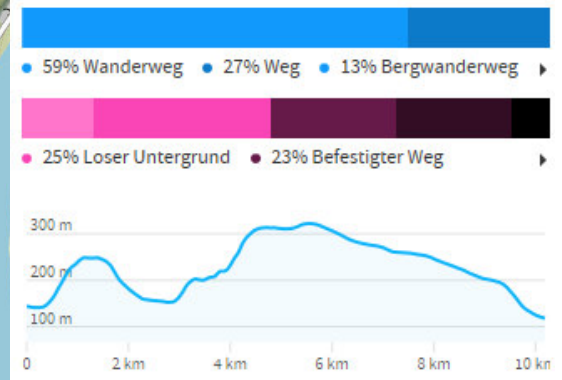 59% Wanderweg 27% Weg 13% Bergwanderweg
25% Loser Untergrund 23% Befestigter Weg
300 m
200 m
100 m
0 2 km 4 km 6 km 8 km 10 km